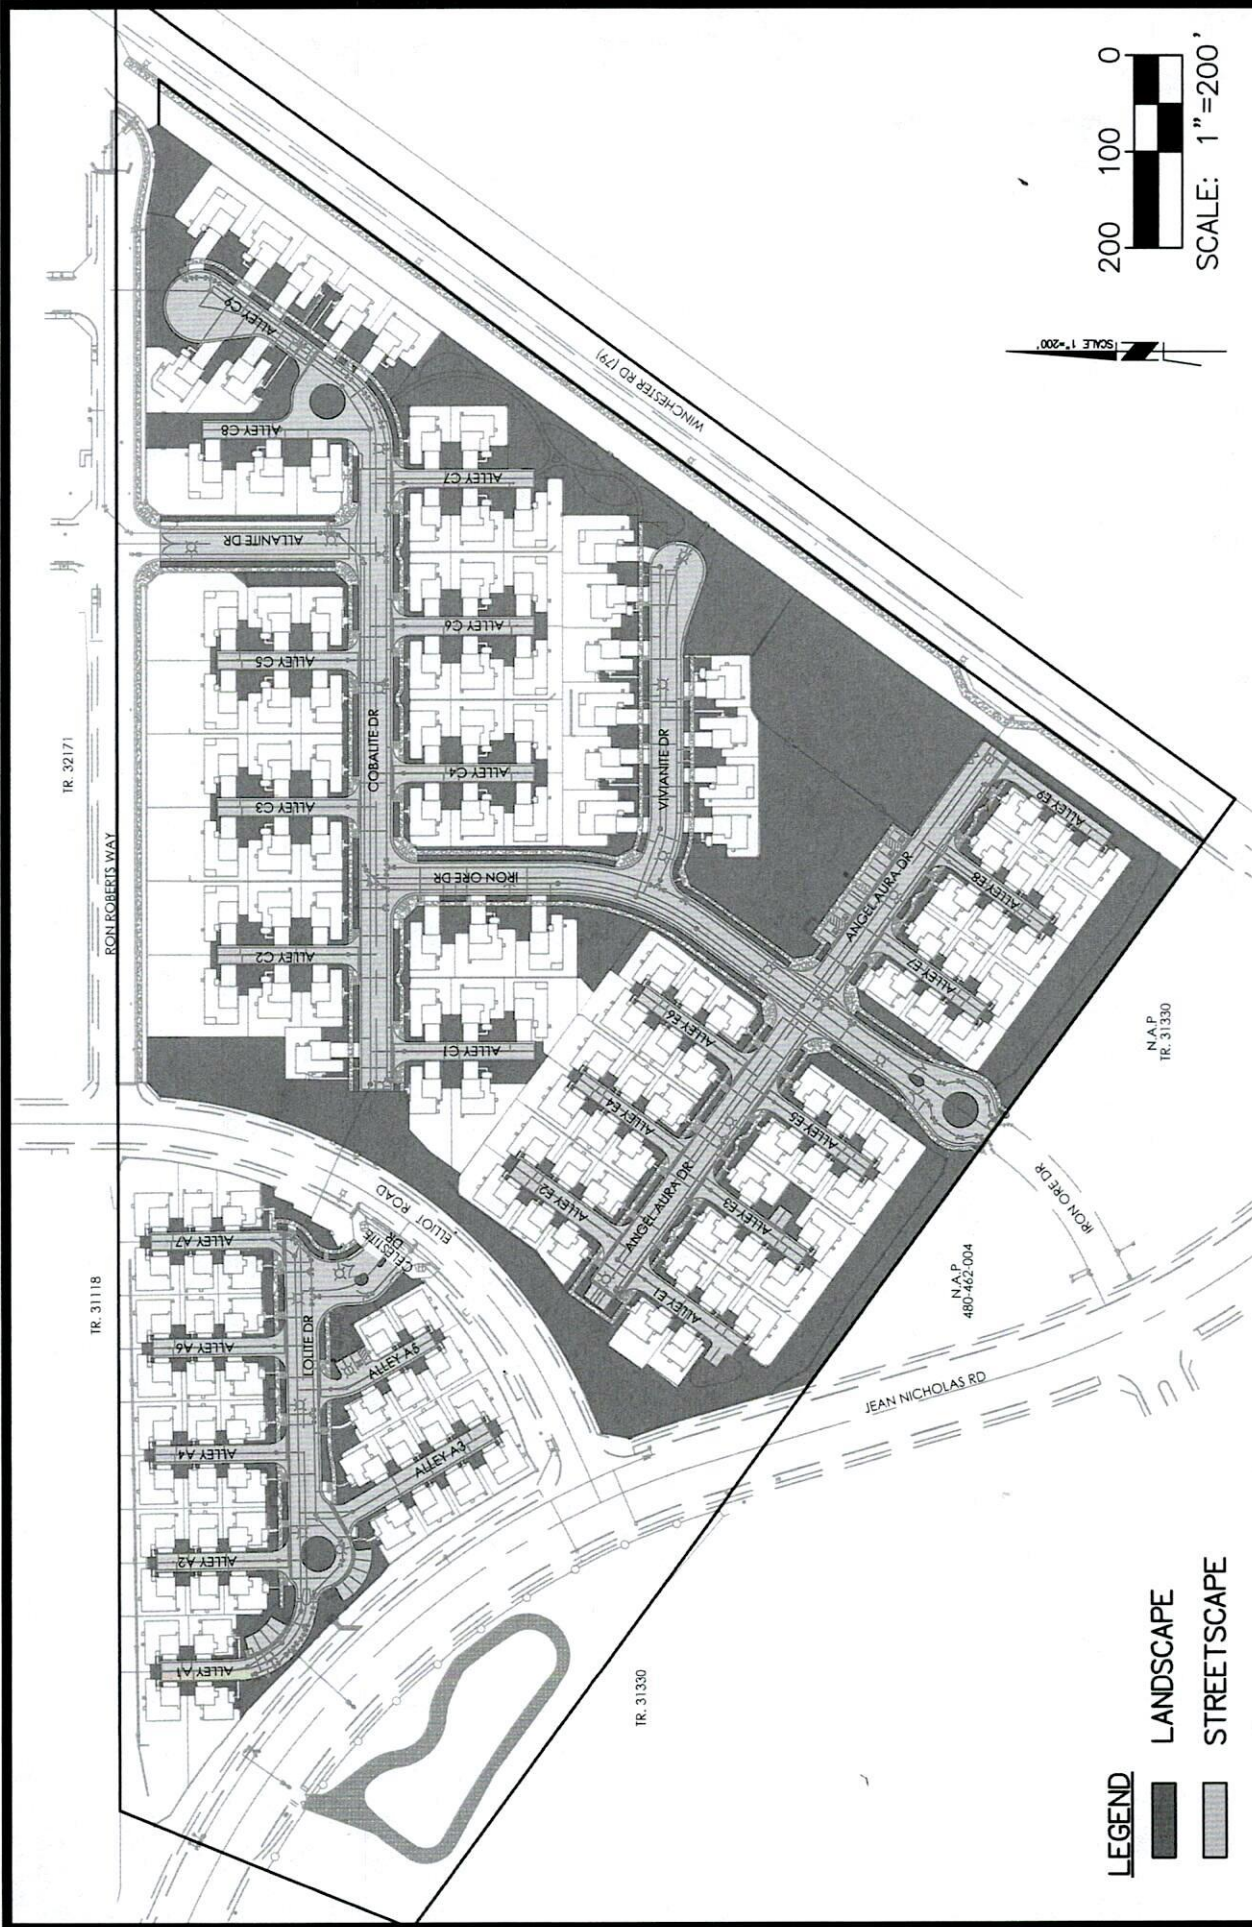 TR. 31118
TR. 32171
RON ROBERTS WAY
ALLEY A1
ALLEY A2
ALLEY A4
ALLEY A6
ALLEY A7
LOLITE DR
CELESTITE
DR
ALLEY A3
ALLEY A5
ELLIOT ROAD
ALLEY C2
ALLEY C3
ALLEY C5
ALLANITE DR
ALLEY C8
ALLEY C9
COBALITE DR
ALLEY C1
IRON ORE DR
ALLEY C4
ALLEY C6
ALLEY C7
VIVIANITE DR
WINCHESTER RD (79)
ALLEY E2
ALLEY E4
ALLEY E6
ANGEL AURA DR
ANGEL AURA DR
ALLEY E1
ALLEY E3
ALLEY E5
ALLEY E7
ALLEY E8
ALLEY E9
TR. 31330
JEAN NICHOLAS RD
N.A.P.
480-462-004
IRON ORE DR
N.A.P.
TR. 31330
SCALE 1"=200'
200 100 0
SCALE: 1"=200'
LEGEND
LANDSCAPE
STREETSCAPE